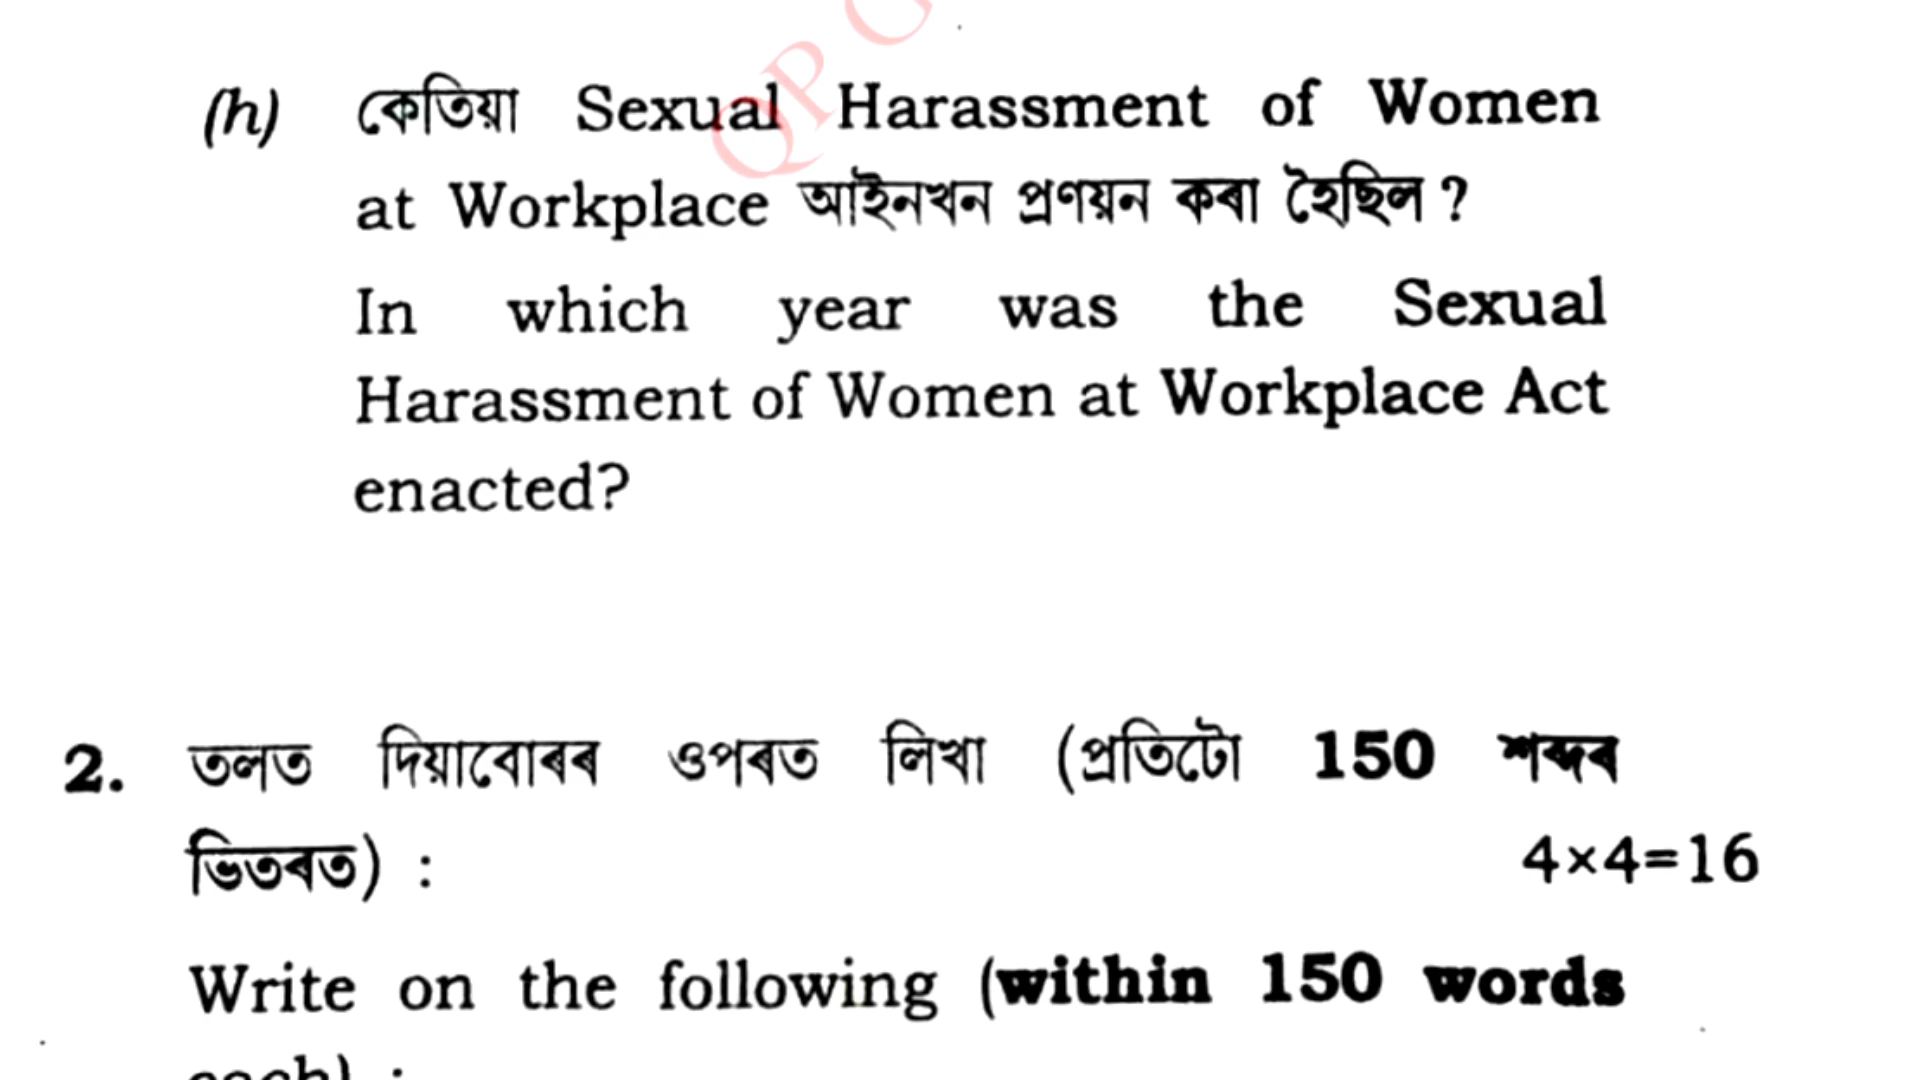 (h) কেতিয়া Sexual Harassment of Women
at Workplace আইনখন প্ৰণয়ন কৰা হৈছিল ?
In which year was the Sexual
Harassment of Women at Workplace Act
enacted?
2. তলত দিয়াবোৰৰ ওপৰত লিখা (প্ৰতিটো 150 শব্দৰ
ভিতৰত) : 4×4=16
Write on the following (within 150 words
each) :
QP